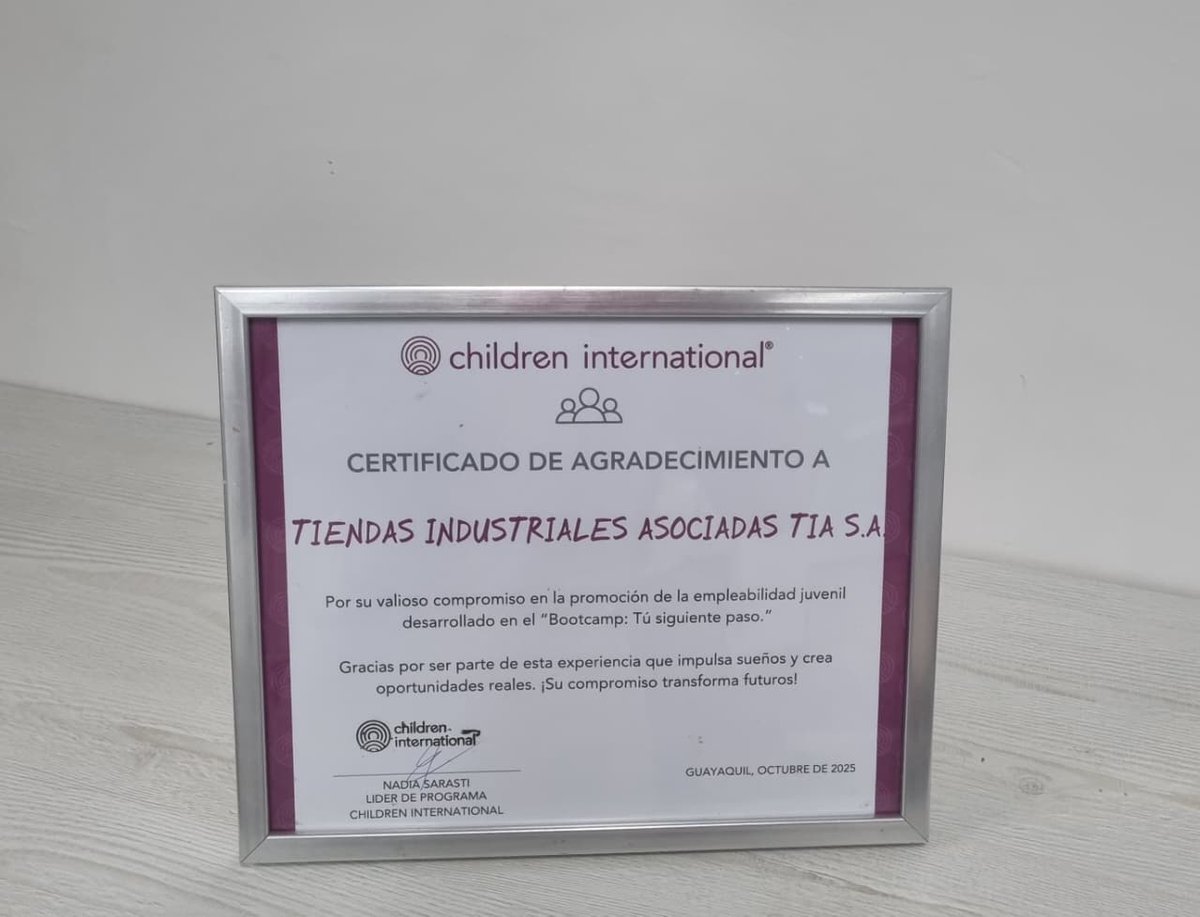 children international®
CERTIFICADO DE AGRADECIMIENTO A
TIENDAS INDUSTRIALES ASOCIADAS TIA S.A.
Por su valioso compromiso en la promoción de la empleabilidad juvenil
desarrollado en el “Bootcamp: Tú siguiente paso.”
Gracias por ser parte de esta experiencia que impulsa sueños y crea
oportunidades reales. ¡Su compromiso transforma futuros!
children
international
NADIA SARASTI
LIDER DE PROGRAMA
CHILDREN INTERNATIONAL
GUAYAQUIL, OCTUBRE DE 2025